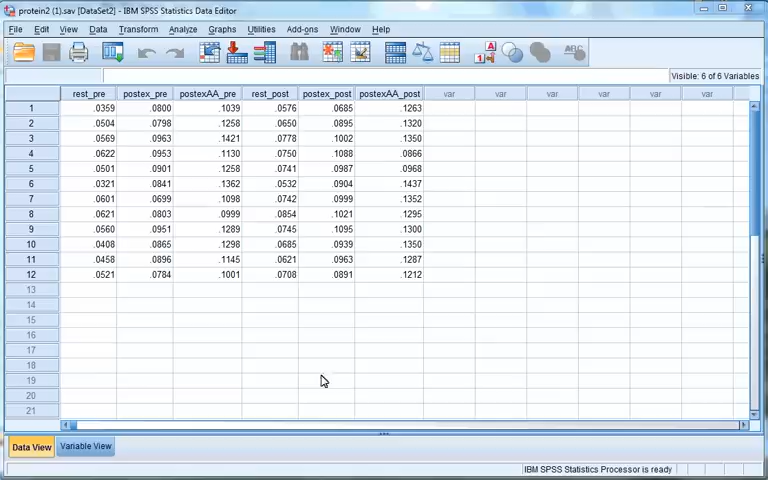 protein2 (1).sav [DataSet2] - IBM SPSS Statistics Data Editor
File Edit View Data Transform Analyze Graphs Utilities Add-ons Window Help
Visible: 6 of 6 Variables
rest_pre postex_pre postexAA_pre rest_post postex_post postexAA_post var var var var var
1 .0359 .0800 .1039 .0576 .0685 .1263
2 .0504 .0798 .1258 .0650 .0895 .1320
3 .0569 .0963 .1421 .0778 .1002 .1350
4 .0622 .0953 .1130 .0750 .1088 .0866
5 .0501 .0901 .1258 .0741 .0987 .0968
6 .0321 .0841 .1362 .0532 .0904 .1437
7 .0601 .0699 .1098 .0742 .0999 .1352
8 .0621 .0803 .0999 .0854 .1021 .1295
9 .0560 .0951 .1289 .0745 .1095 .1300
10 .0408 .0865 .1298 .0685 .0939 .1350
11 .0458 .0896 .1145 .0621 .0963 .1287
12 .0521 .0784 .1001 .0708 .0891 .1212
13
14
15
16
17
18
19
20
21
Data View Variable View
IBM SPSS Statistics Processor is ready